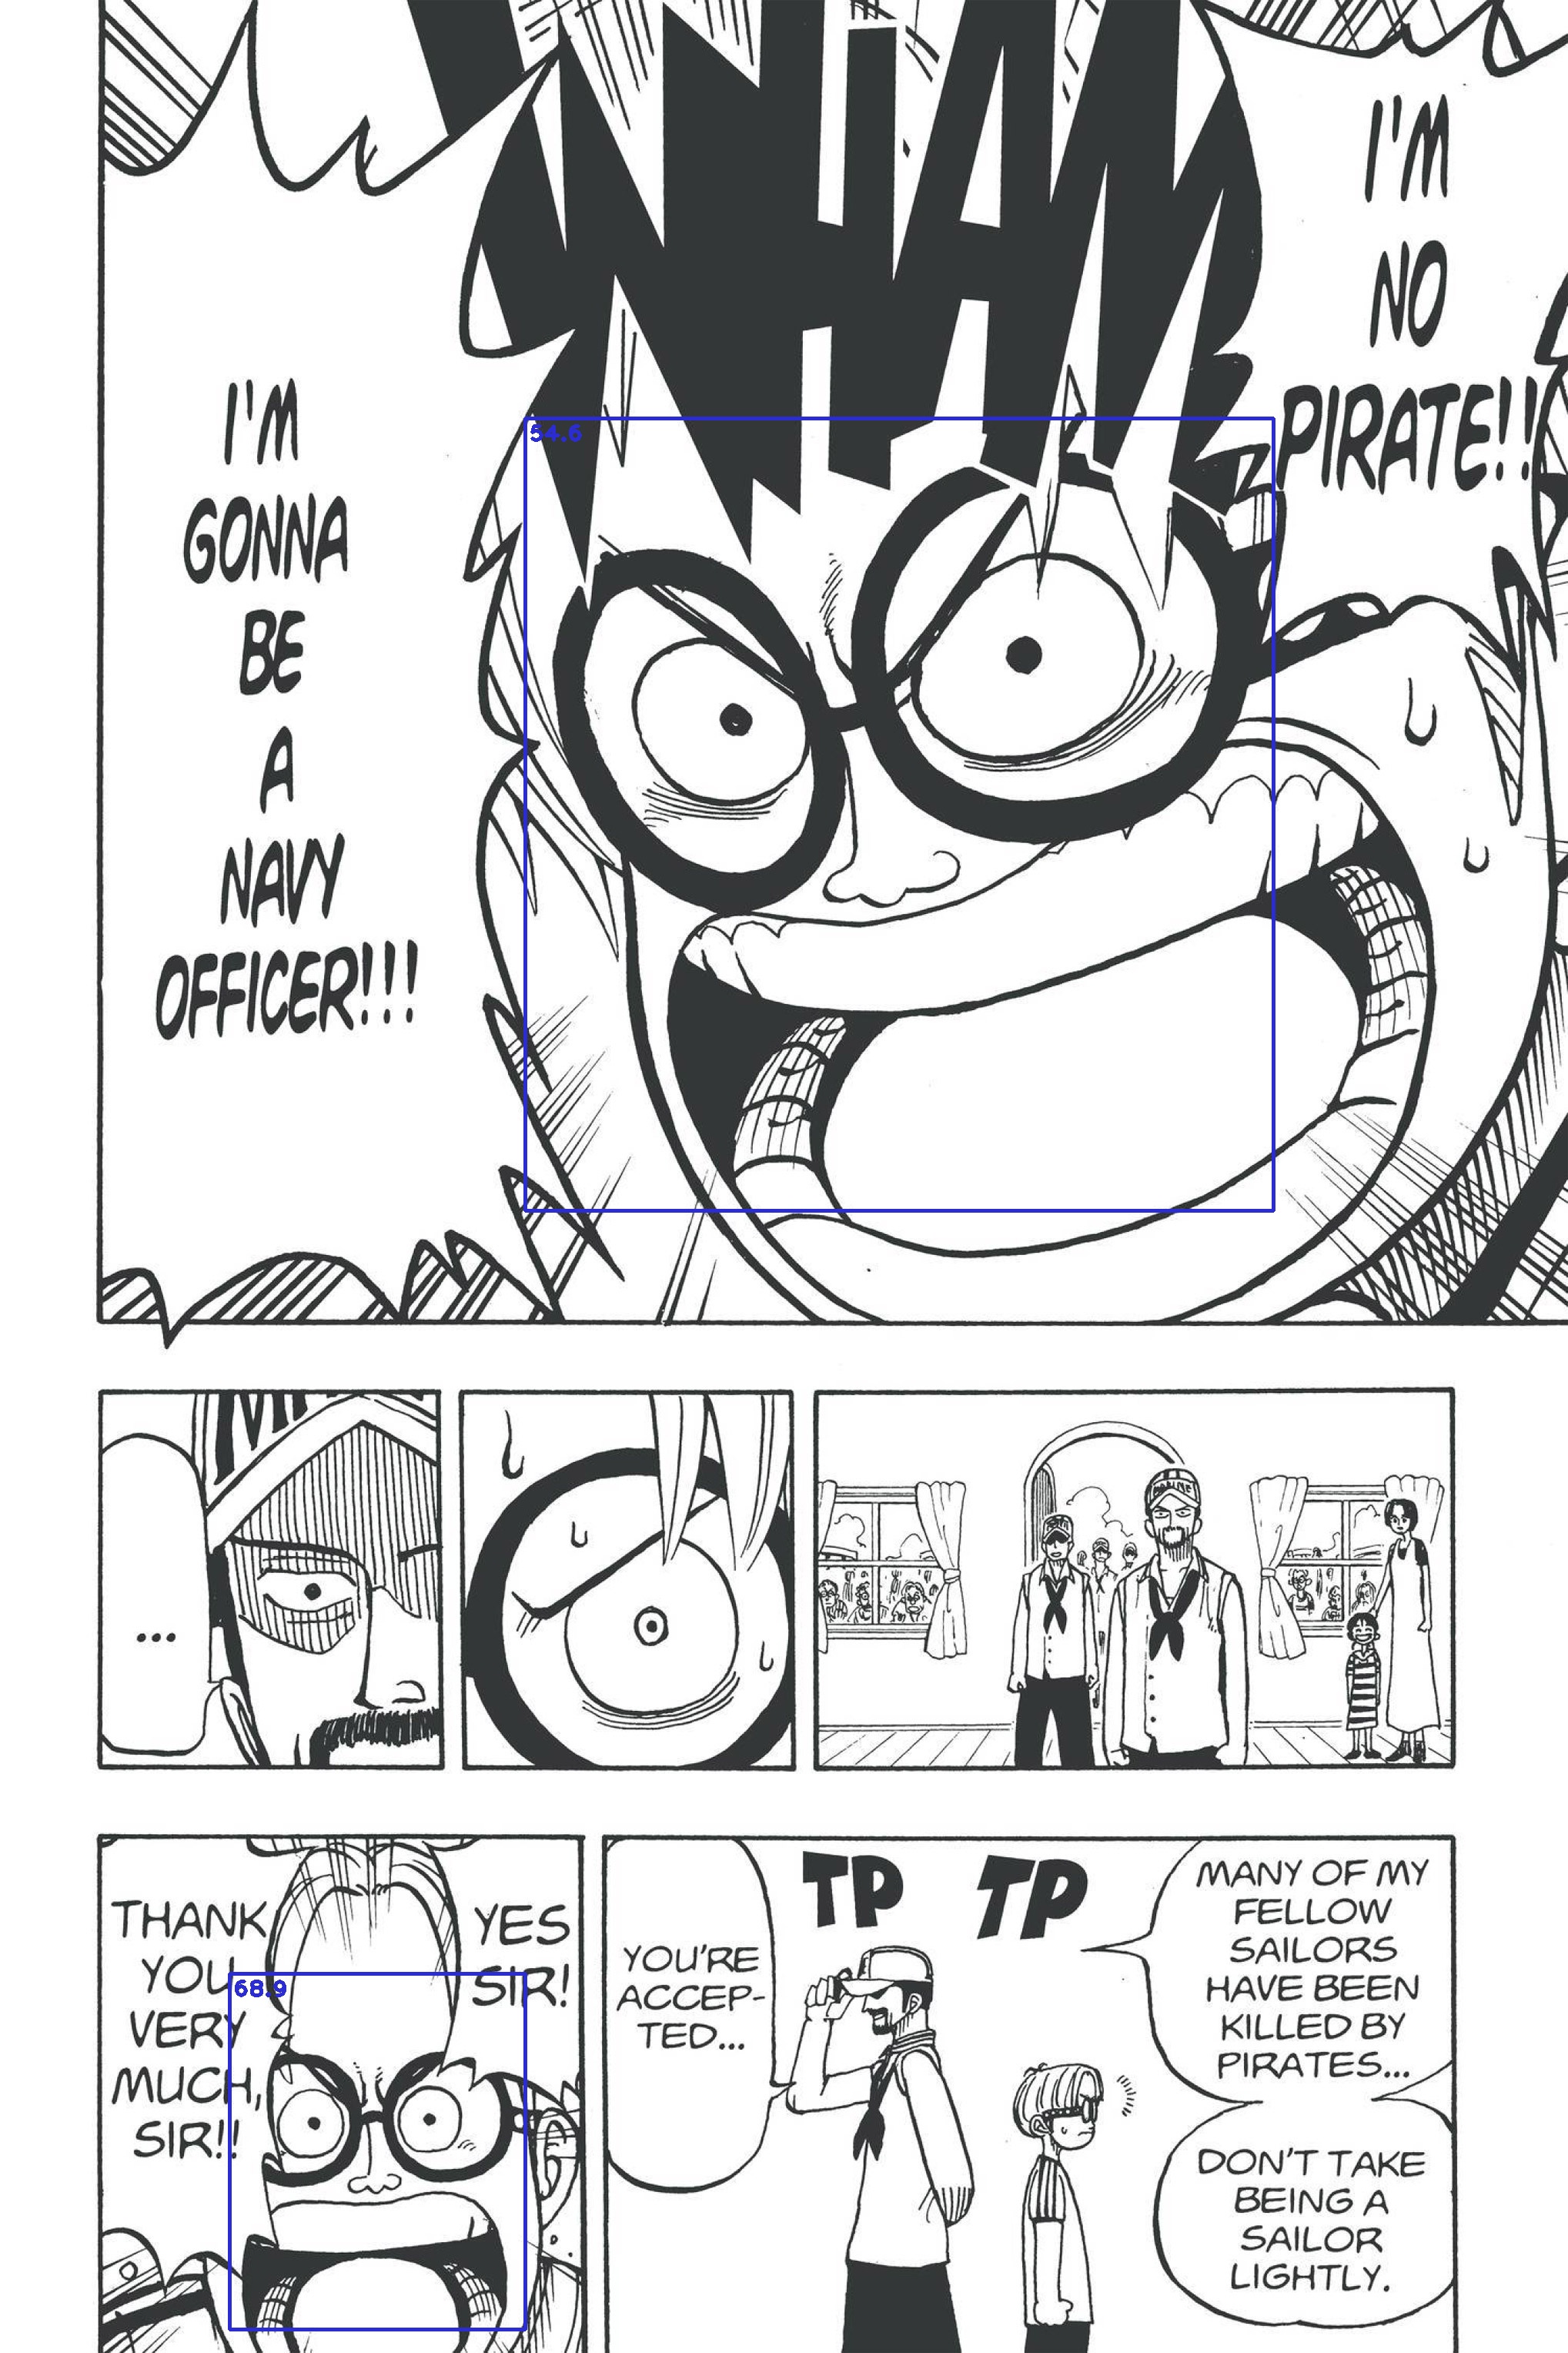 I'M
NO
PIRATE!!
I'M
GONNA
BE
A
NAVY
OFFICER!!!
54.6
...
MARINE
YES
SIR!
THANK
YOU
VERY
MUCH,
SIR!!
68.9
TP TP
MANY OF MY
FELLOW
SAILORS
HAVE BEEN
KILLED BY
PIRATES...
DON'T TAKE
BEING A
SAILOR
LIGHTLY.
YOU'RE
ACCEP-
TED...